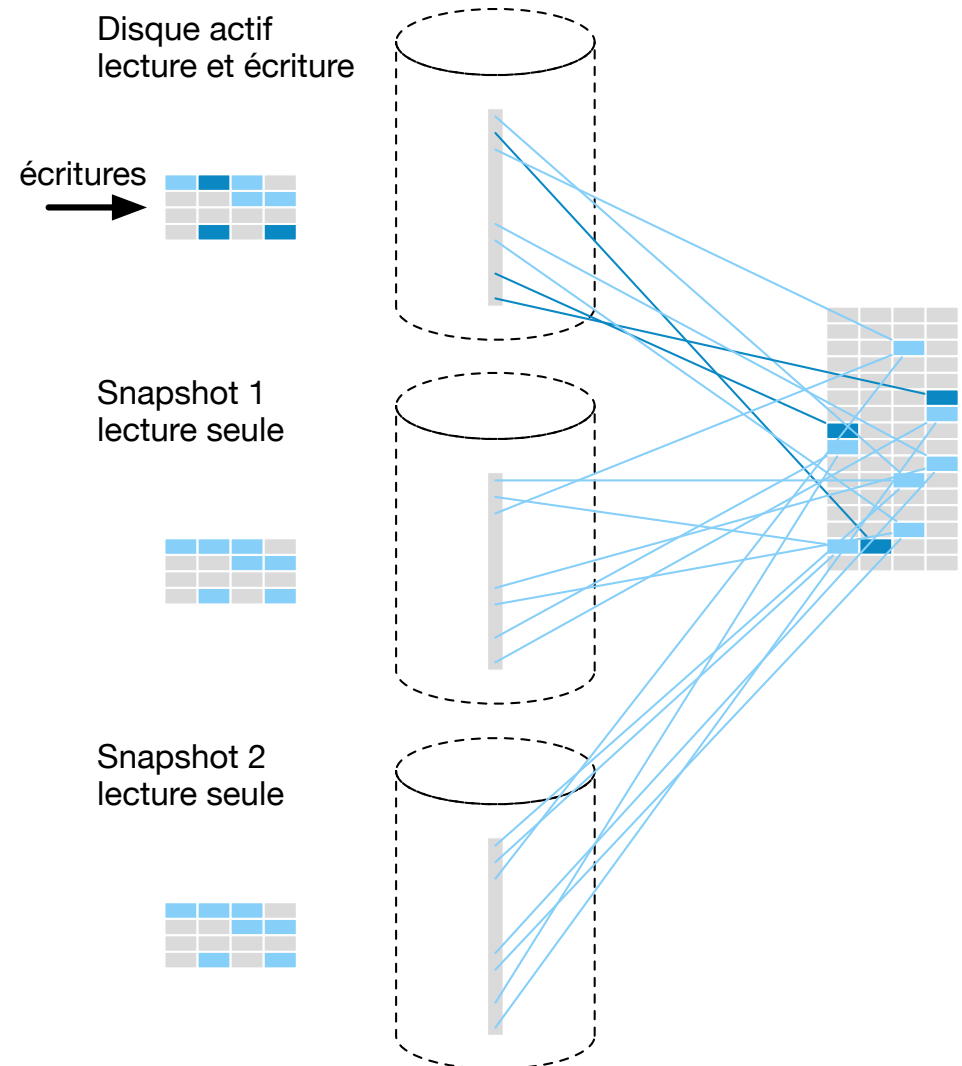 Disque actif
lecture et écriture
écritures
Snapshot 1
lecture seule
Snapshot 2
lecture seule